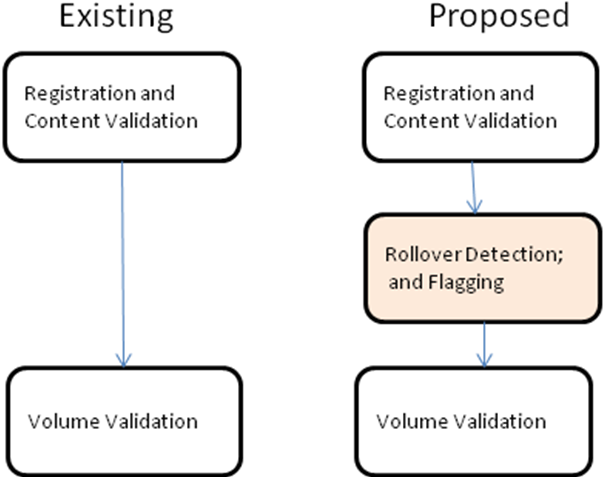 Existing
Registration and
Content Validation
Volume Validation
Proposed
Registration and
Content Validation
Rollover Detection;
and Flagging
Volume Validation